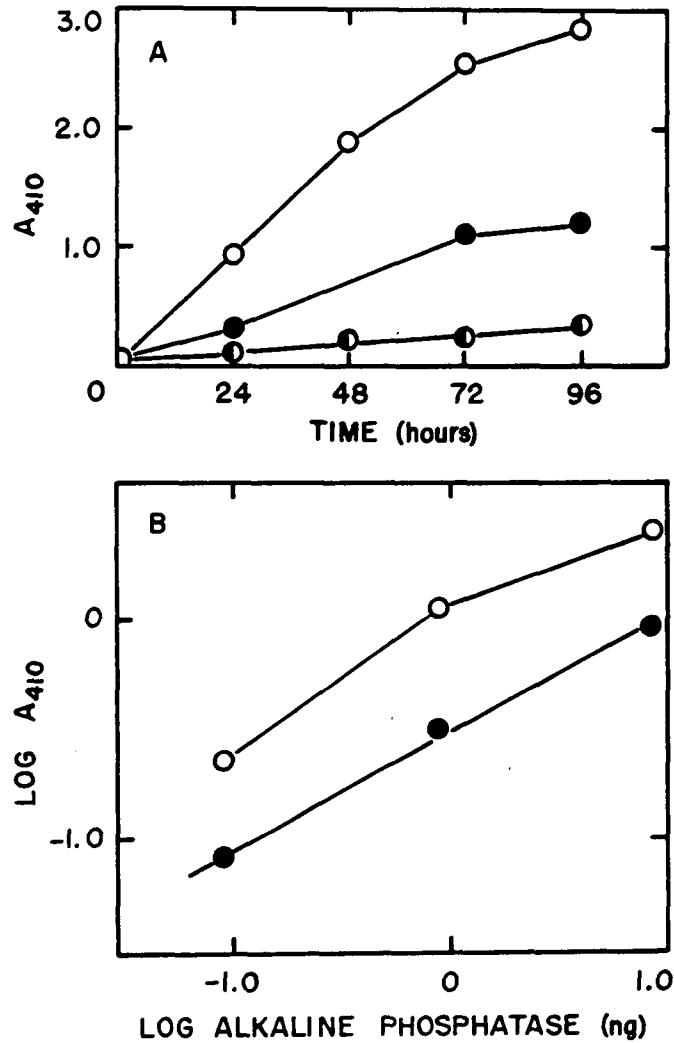 3.0
A
2.0
A410
1.0
0 24 48 72 96
TIME (hours)
B
0
LOG A410
-1.0
-1.0 0 1.0
LOG ALKALINE PHOSPHATASE (ng)